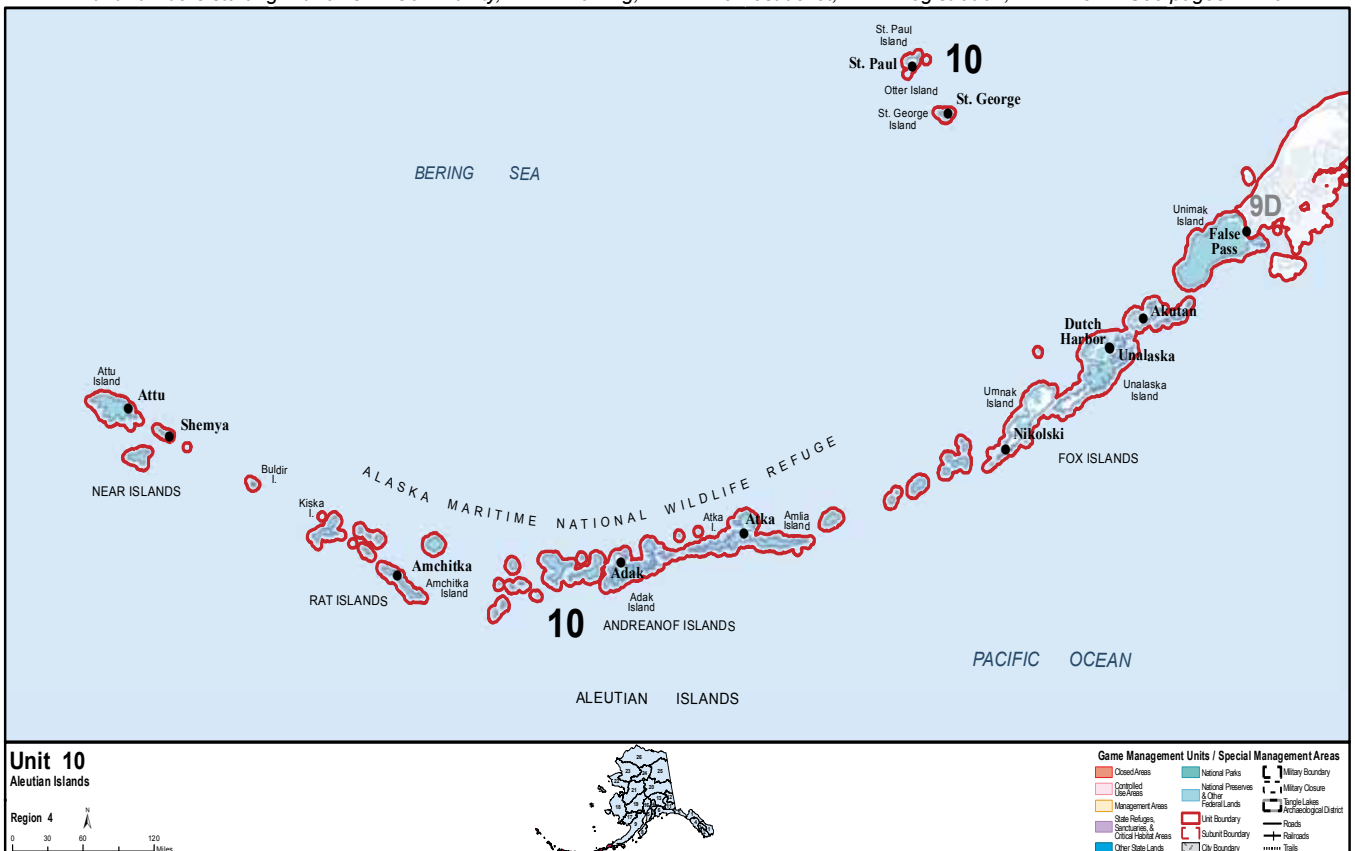 St. Paul
Island
St. Paul
10
Otter Island
St. George
St. George
Island
BERING SEA
9D
Unimak
Island
False
Pass
Akutan
Dutch
Harbor
Unalaska
Unalaska
Island
Umnak
Island
Nikolski
FOX ISLANDS
Attu
Island
Attu
Shemya
NEAR ISLANDS
Buldir
I.
ALASKA MARITIME NATIONAL WILDLIFE REFUGE
Kiska
I.
Atka
I.
Atka
Amlia
Island
Amchitka
Amchitka
Island
RAT ISLANDS
Adak
Adak
Island
10
ANDREANOF ISLANDS
PACIFIC OCEAN
ALEUTIAN ISLANDS
Unit 10
Aleutian Islands
Region 4
N
0 30 60 120
Miles
Game Management Units / Special Management Areas
Closed Areas
Controlled
Use Areas
Management Areas
State Refuges,
Sanctuaries, &
Critical Habitat Areas
Other State Lands
National Parks
National Preserves
& Other
Federal Lands
Unit Boundary
Subunit Boundary
City Boundary
Military Boundary
Military Closure
Tangle Lakes
Archaeological District
Roads
Railroads
Trails